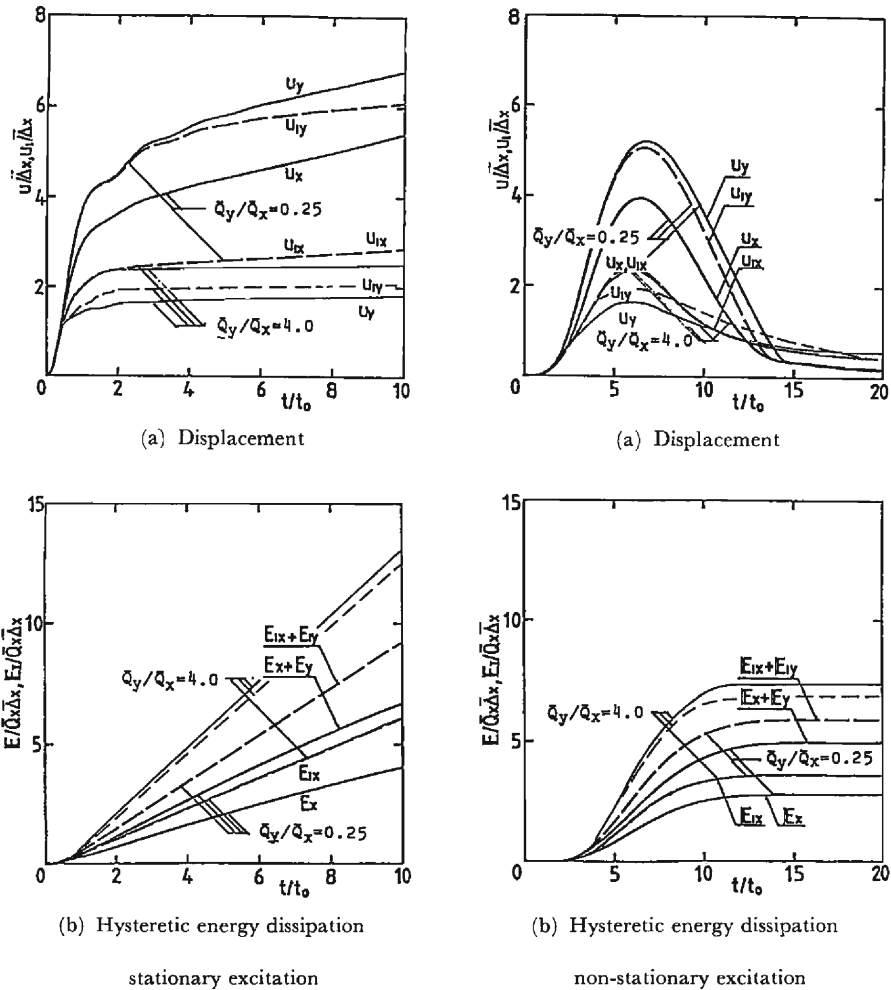 10
8
6
4
2
0
u/Δ̄x, uI/Δ̄x
uy
uIy
ux
Q̄y/Q̄x=0.25
uIx
uIx
uIy
uy
Q̄y/Q̄x=4.0
0 2 4 6 8 10
t/to
(a) Displacement
8
6
4
2
0
u/Δ̄x, uI/Δ̄x
uy
uIy
ux
uIx
Q̄y/Q̄x=0.25
ux, uIx
uIy
uy
Q̄y/Q̄x=4.0
0 5 10 15 20
t/to
(a) Displacement
15
10
5
E/Q̄xΔ̄x, EI/Q̄xΔ̄x
EIx+EIy
Ex+Ey
Q̄y/Q̄x=4.0
EIx
Ex
Q̄y/Q̄x=0.25
0 2 4 6 8 10
t/to
(b) Hysteretic energy dissipation
stationary excitation
15
10
5
E/Q̄xΔ̄x, EI/Q̄xΔ̄x
EIx+EIy
Ex+Ey
Q̄y/Q̄x=4.0
Q̄y/Q̄x=0.25
EIx
Ex
0 5 10 15 20
t/to
(b) Hysteretic energy dissipation
non-stationary excitation